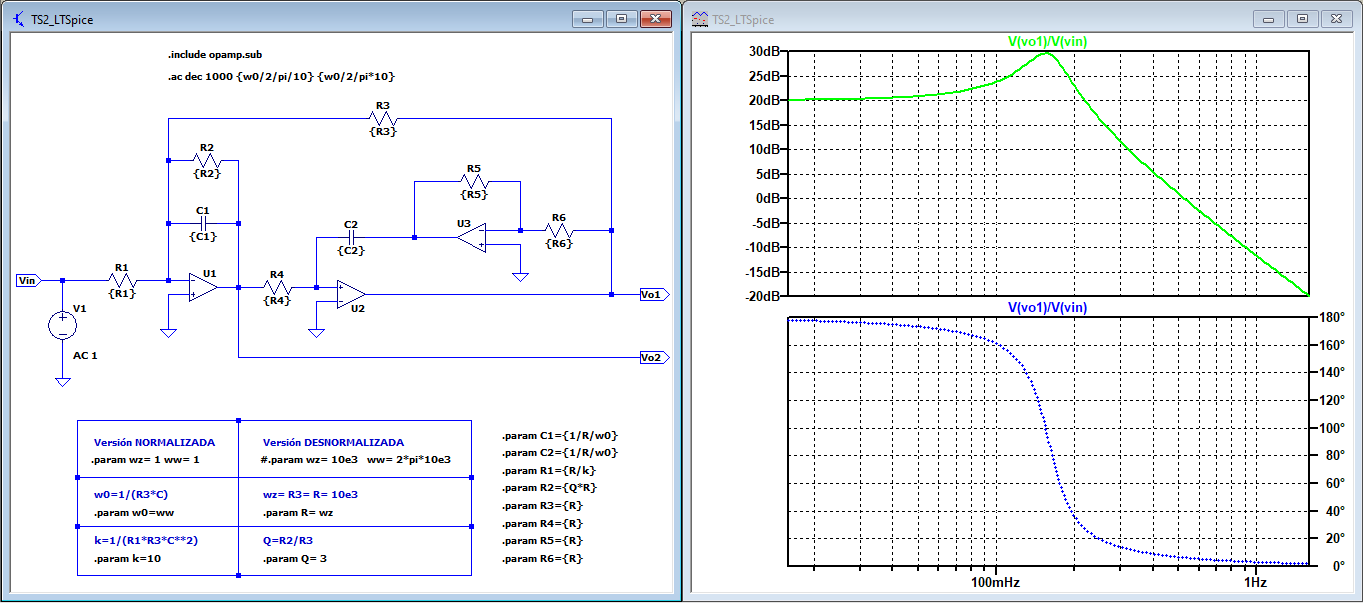 TS2_LTSpice
.include opamp.sub
.ac dec 1000 {w0/2/pi/10} {w0/2/pi*10}
R3
{R3}
R2
{R2}
C1
{C1}
R5
{R5}
C2
{C2}
U3
R6
{R6}
Vin
R1
{R1}
U1
R4
{R4}
U2
Vo1
V1
AC 1
Vo2
Versión NORMALIZADA
.param wz= 1 ww= 1
Versión DESNORMALIZADA
#.param wz= 10e3 ww= 2*pi*10e3
w0=1/(R3*C)
.param w0=ww
wz= R3= R= 10e3
.param R= wz
k=1/(R1*R3*C**2)
.param k=10
Q=R2/R3
.param Q= 3
.param C1={1/R/w0}
.param C2={1/R/w0}
.param R1={R/k}
.param R2={Q*R}
.param R3={R}
.param R4={R}
.param R5={R}
.param R6={R}
TS2_LTSpice
V(vo1)/V(vin)
30dB
25dB
20dB
15dB
10dB
5dB
0dB
-5dB
-10dB
-15dB
-20dB
V(vo1)/V(vin)
180°
160°
140°
120°
100°
80°
60°
40°
20°
0°
100mHz
1Hz